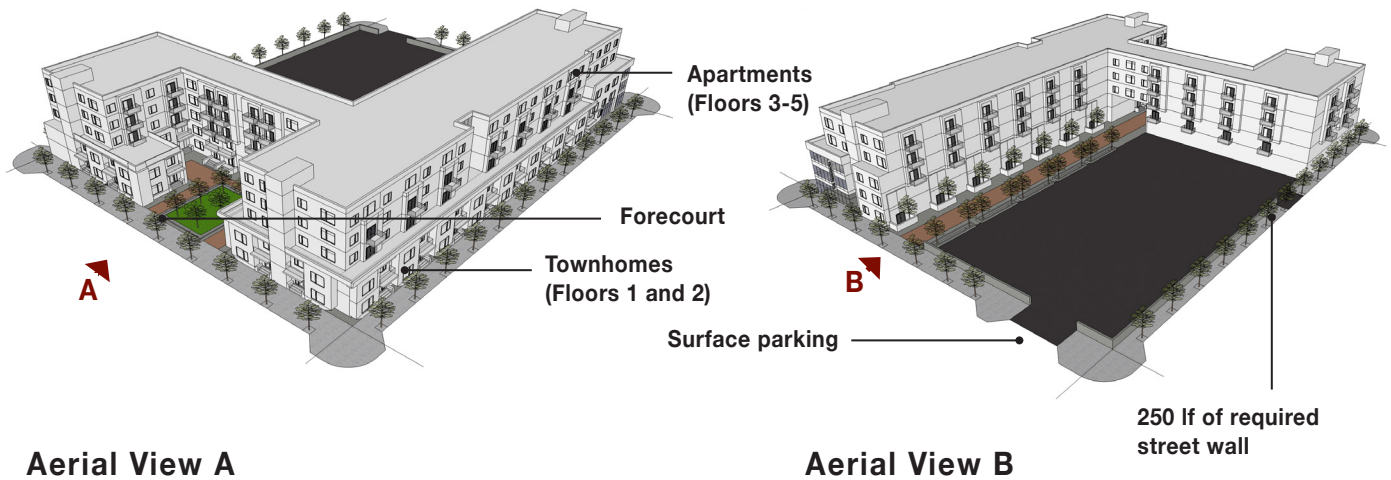 Apartments
(Floors 3-5)
Forecourt
A
Townhomes
(Floors 1 and 2)
B
Surface parking
250 lf of required
street wall
Aerial View A
Aerial View B